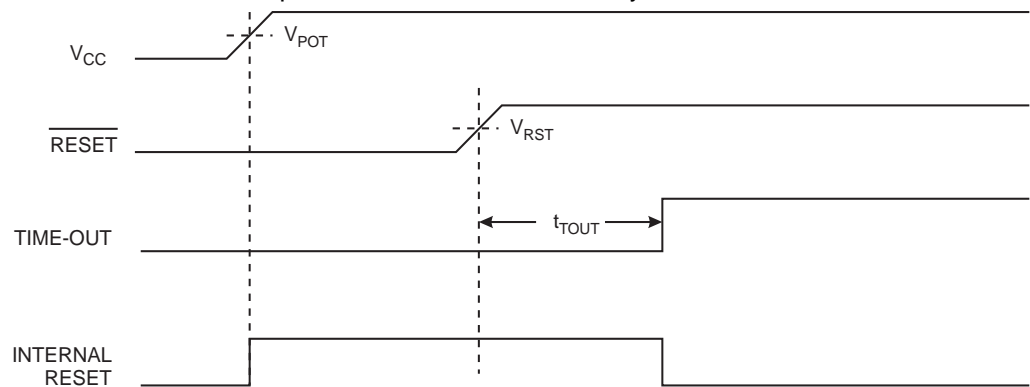 V_CC
V_POT
RESET
V_RST
TIME-OUT
t_TOUT
INTERNAL
RESET